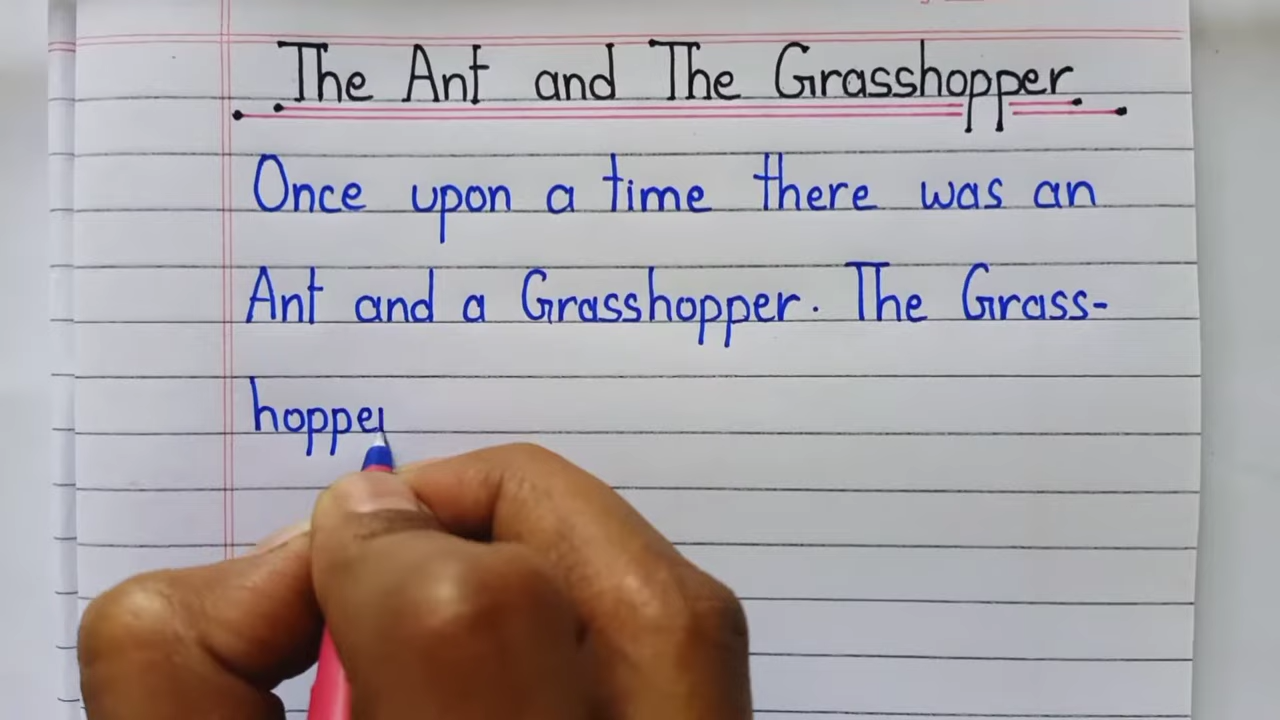 The Ant and The Grasshopper
Once upon a time there was an
Ant and a Grasshopper. The Grass-
hopper